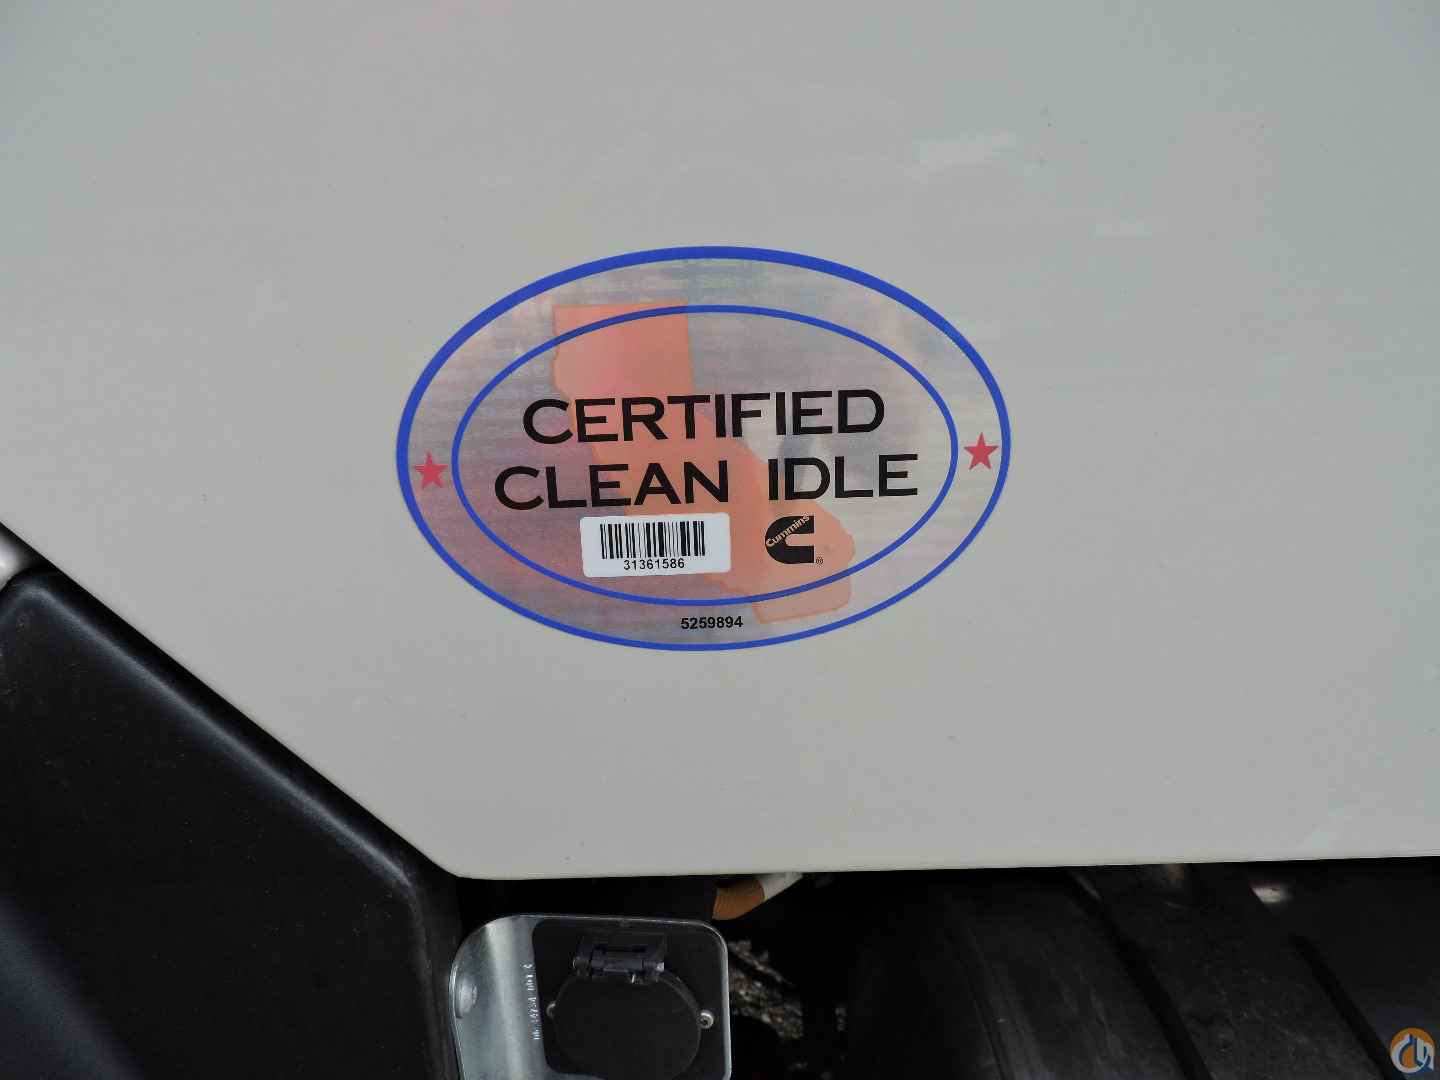 CERTIFIED
CLEAN IDLE
Cummins
®
31361586
5259894